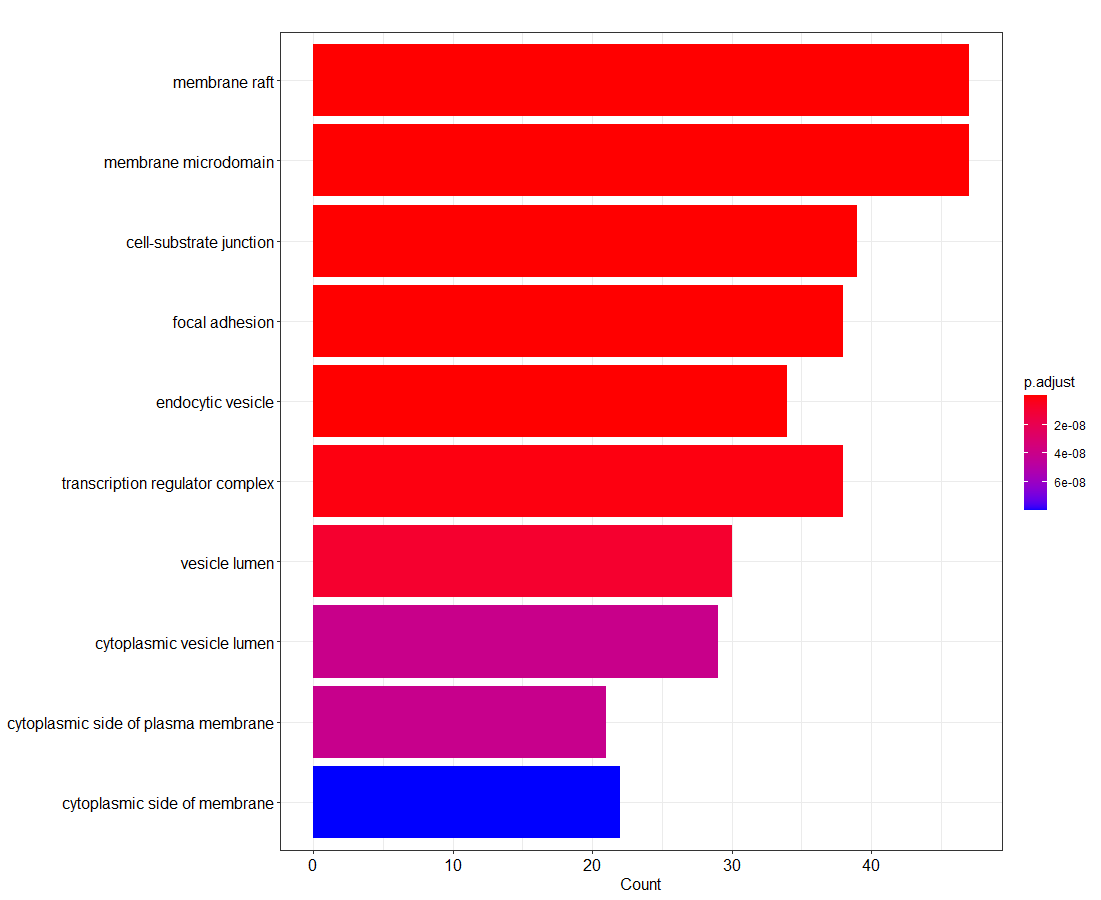 membrane raft
membrane microdomain
cell-substrate junction
focal adhesion
endocytic vesicle
transcription regulator complex
vesicle lumen
cytoplasmic vesicle lumen
cytoplasmic side of plasma membrane
cytoplasmic side of membrane
0 10 20 30 40
Count
p.adjust
2e-08
4e-08
6e-08